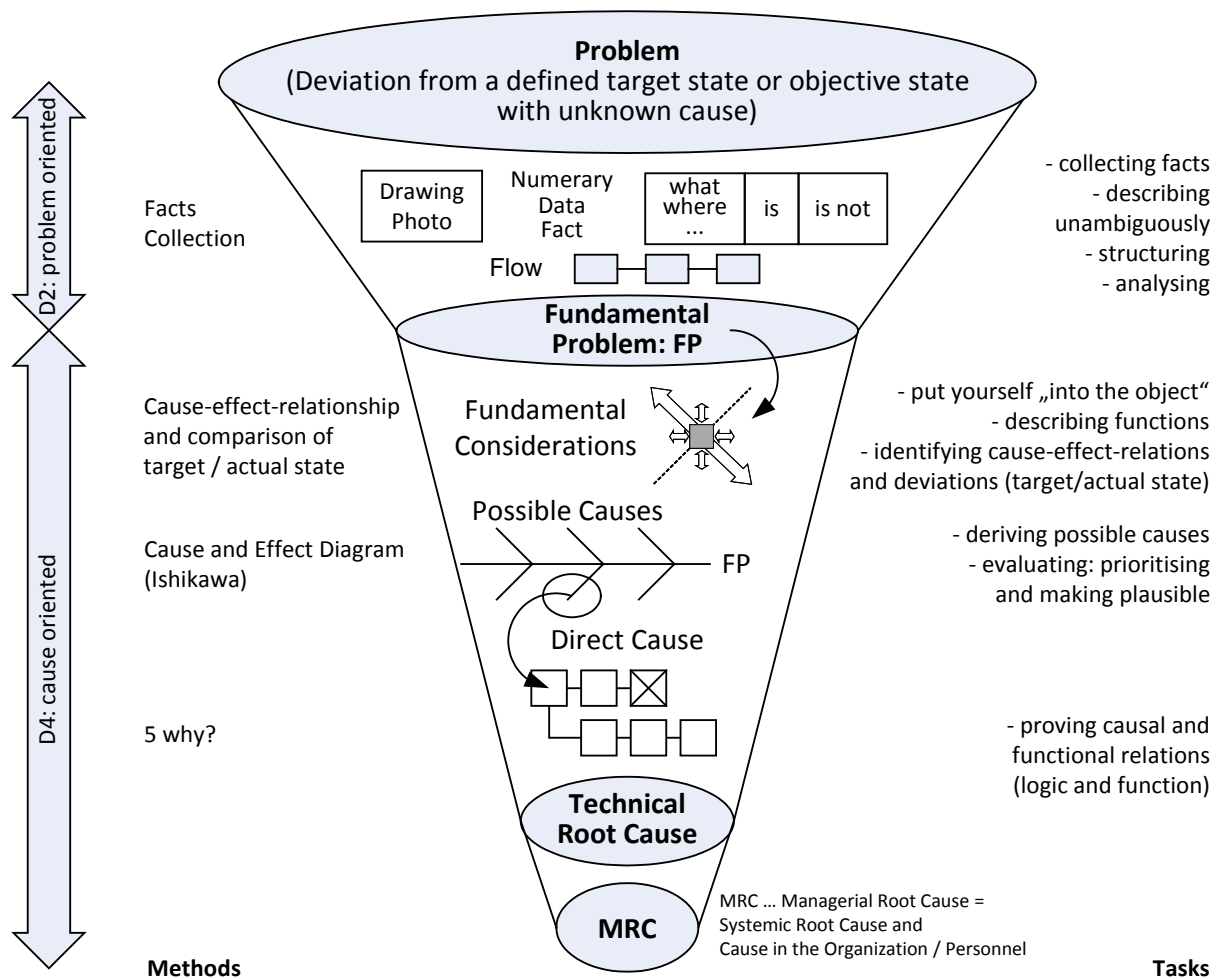 Problem
(Deviation from a defined target state or objective state
with unknown cause)
D2: problem oriented
Facts
Collection
Drawing
Photo
Numerary
Data
Fact
what
where
...
is
is not
Flow
- collecting facts
- describing
unambiguously
- structuring
- analysing
Fundamental
Problem: FP
D4: cause oriented
Cause-effect-relationship
and comparison of
target / actual state
Fundamental
Considerations
- put yourself „into the object“
- describing functions
- identifying cause-effect-relations
and deviations (target/actual state)
Possible Causes
Cause and Effect Diagram
(Ishikawa)
FP
- deriving possible causes
- evaluating: prioritising
and making plausible
Direct Cause
5 why?
- proving causal and
functional relations
(logic and function)
Technical
Root Cause
MRC
MRC ... Managerial Root Cause =
Systemic Root Cause and
Cause in the Organization / Personnel
Methods
Tasks